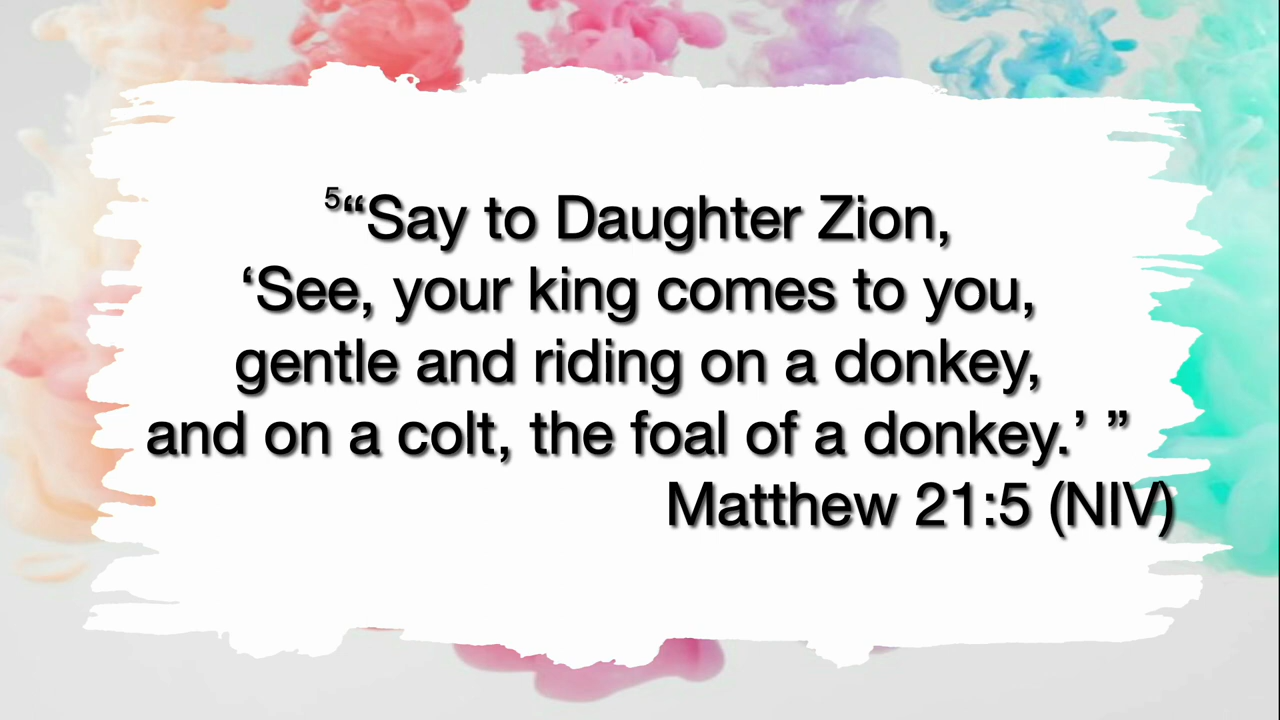 ⁵“Say to Daughter Zion,
‘See, your king comes to you,
gentle and riding on a donkey,
and on a colt, the foal of a donkey.’ ”
Matthew 21:5 (NIV)